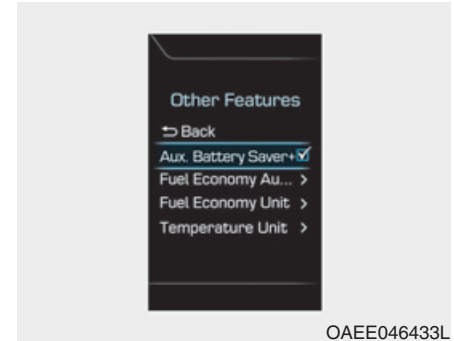 Other Features
Back
Aux. Battery Saver+
Fuel Economy Au... >
Fuel Economy Unit >
Temperature Unit >
OAEE046433L